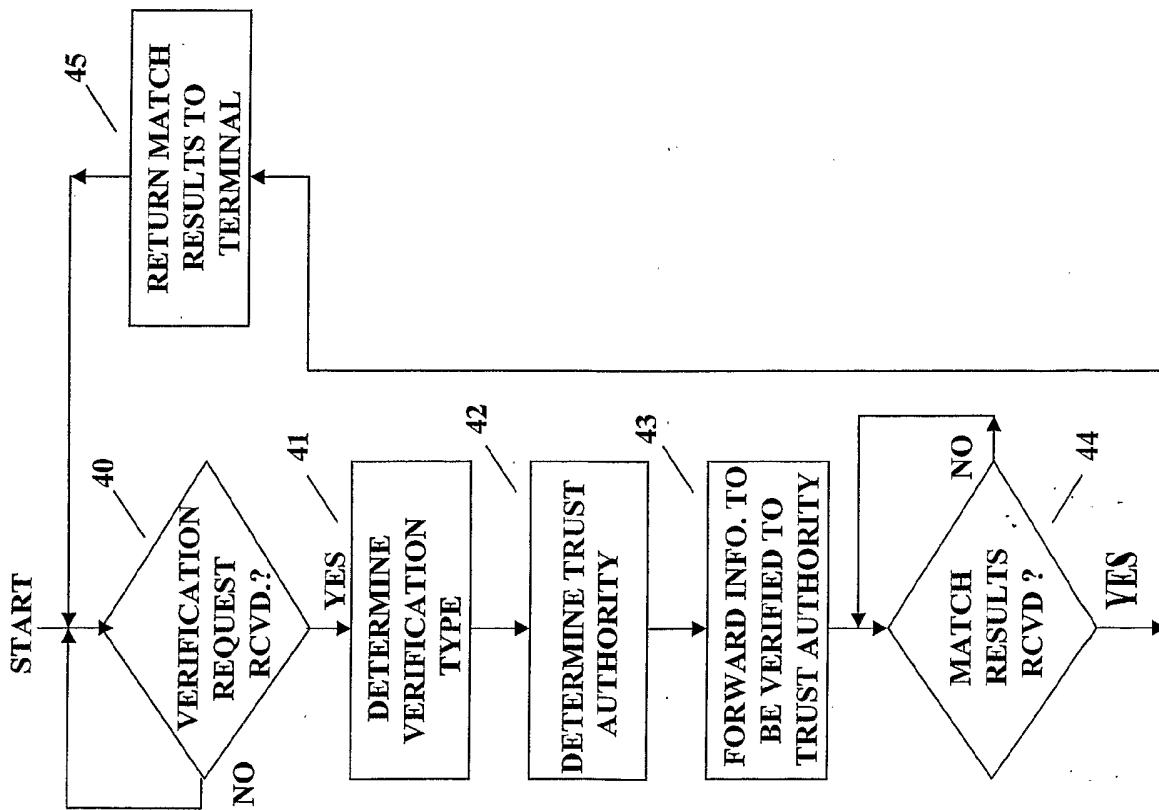 START
40
VERIFICATION
REQUEST
RCVD.?
NO
YES
41
DETERMINE
VERIFICATION
TYPE
42
DETERMINE TRUST
AUTHORITY
43
FORWARD INFO. TO
BE VERIFIED TO
TRUST AUTHORITY
44
MATCH
RESULTS
RCVD ?
NO
YES
45
RETURN MATCH
RESULTS TO
TERMINAL